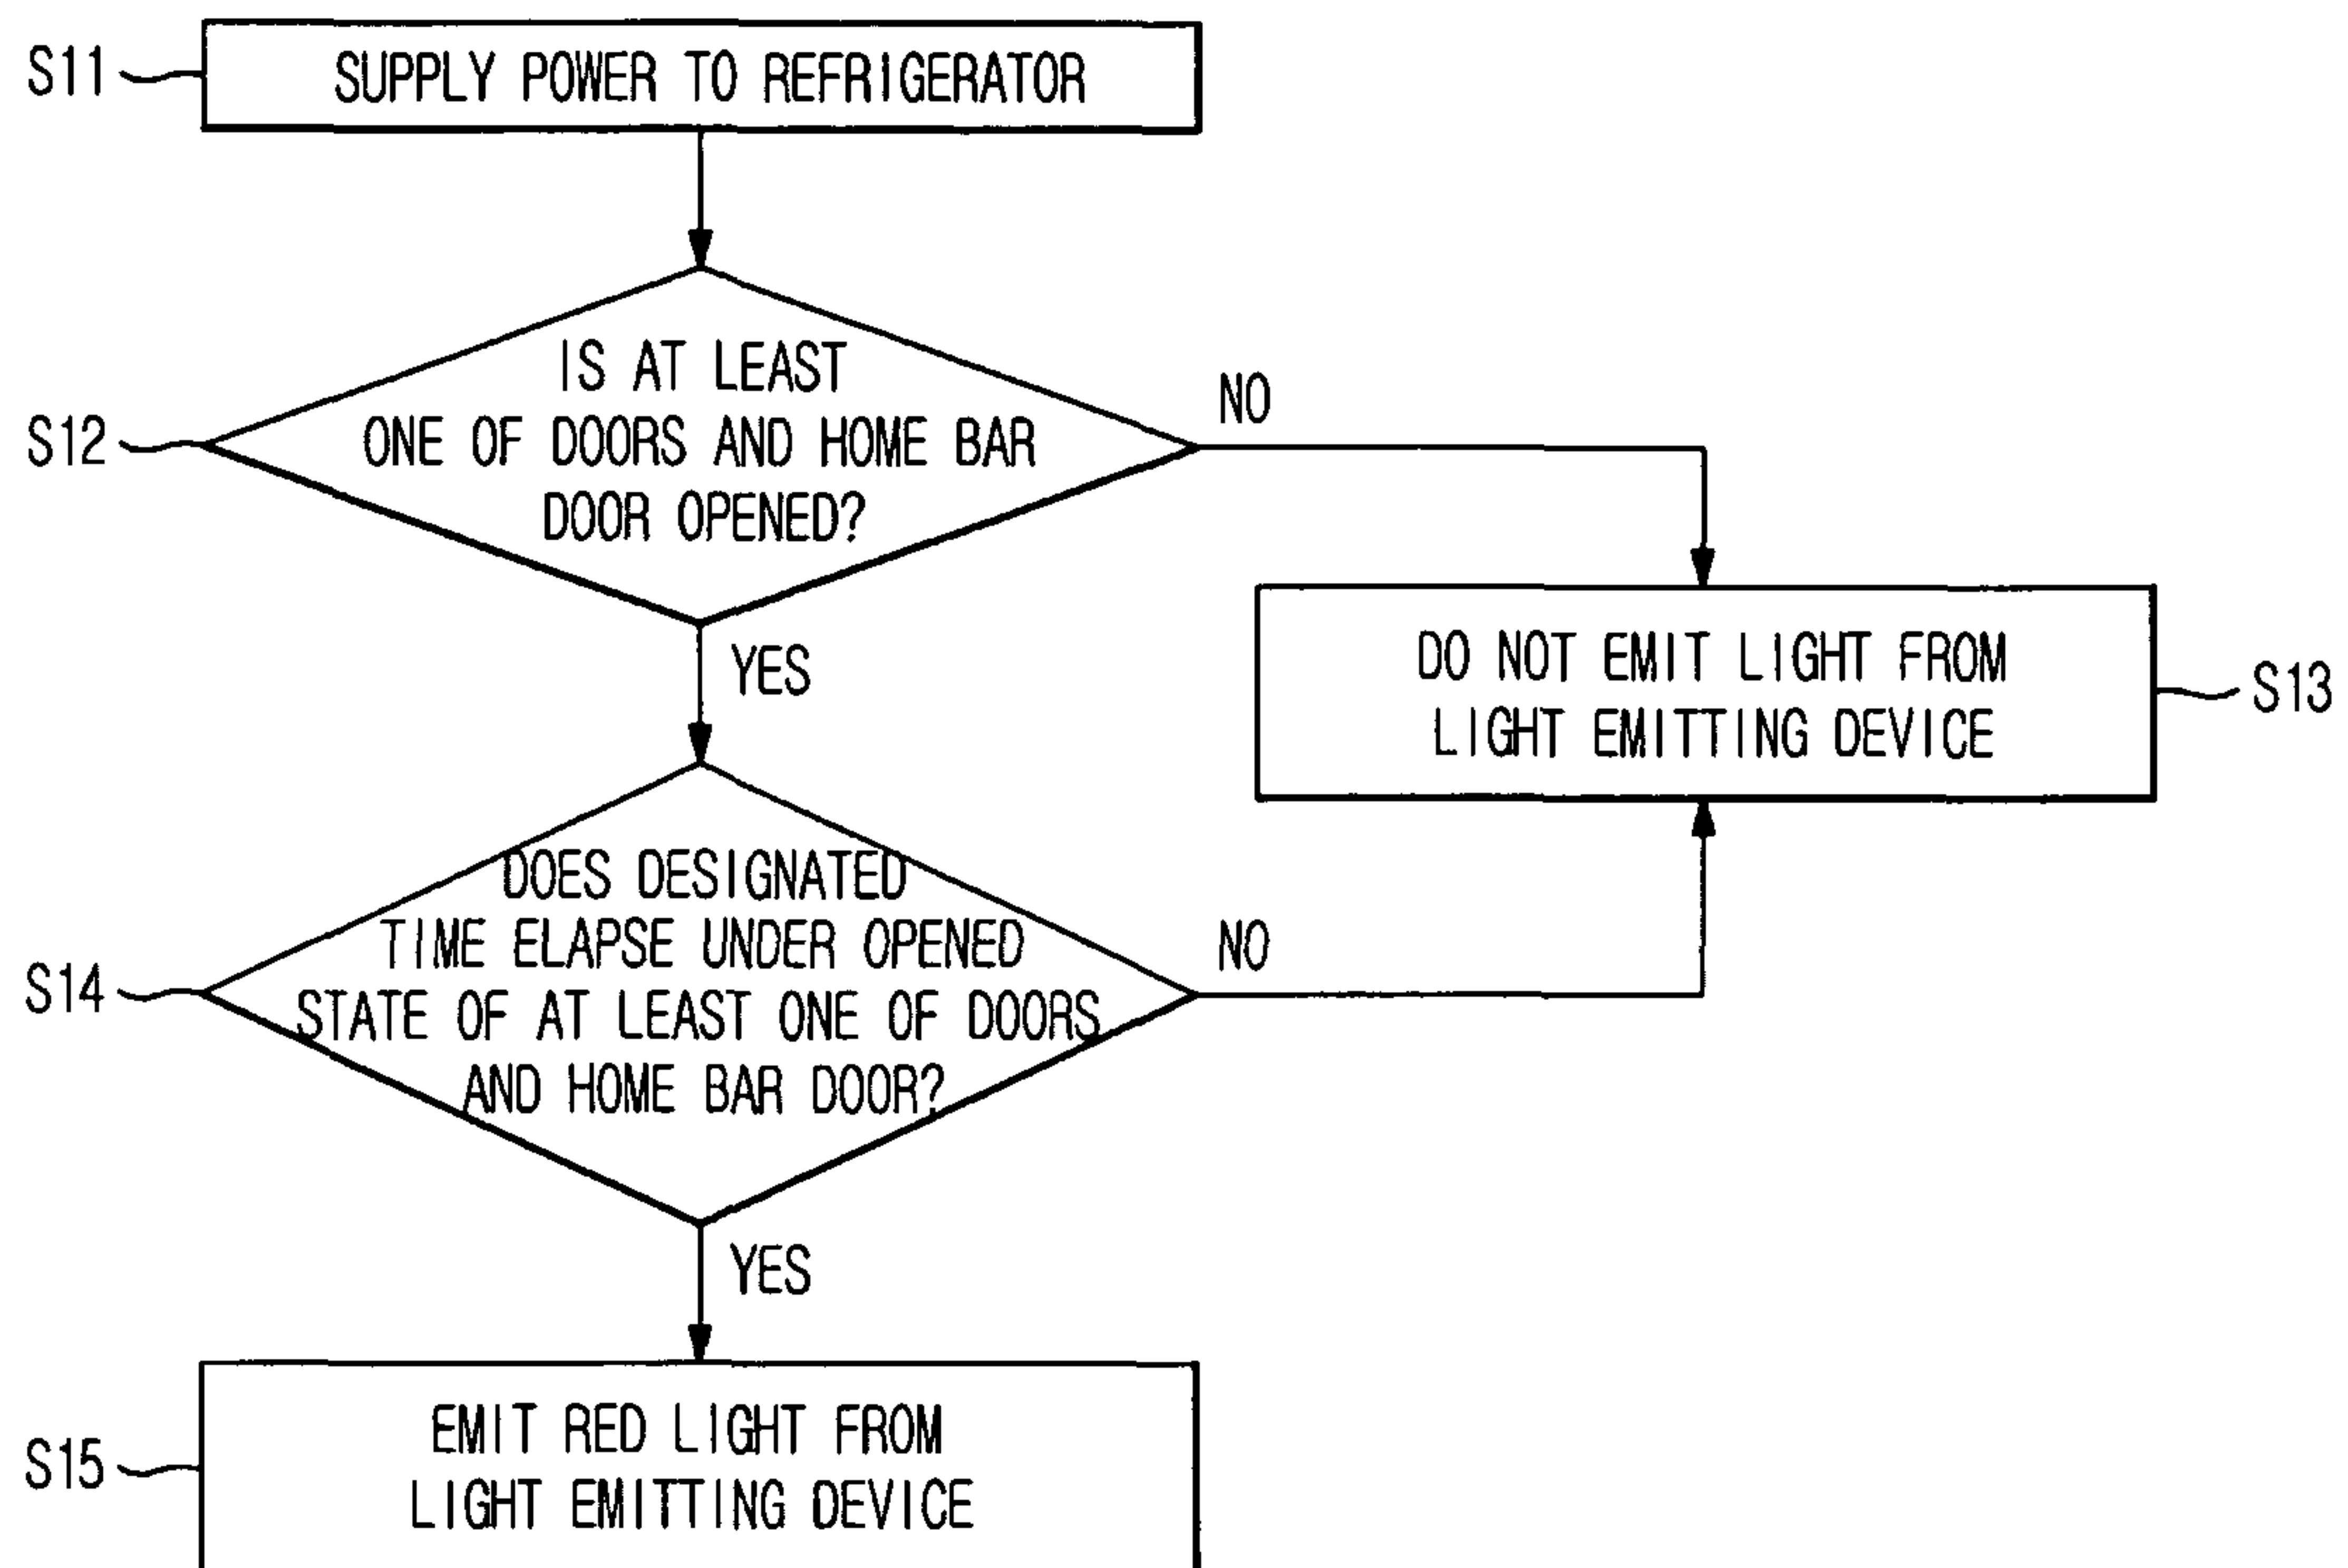 S11
SUPPLY POWER TO REFRIGERATOR
S12
IS AT LEAST
ONE OF DOORS AND HOME BAR
DOOR OPENED?
NO
YES
DO NOT EMIT LIGHT FROM
LIGHT EMITTING DEVICE
S13
S14
DOES DESIGNATED
TIME ELAPSE UNDER OPENED
STATE OF AT LEAST ONE OF DOORS
AND HOME BAR DOOR?
NO
YES
S15
EMIT RED LIGHT FROM
LIGHT EMITTING DEVICE